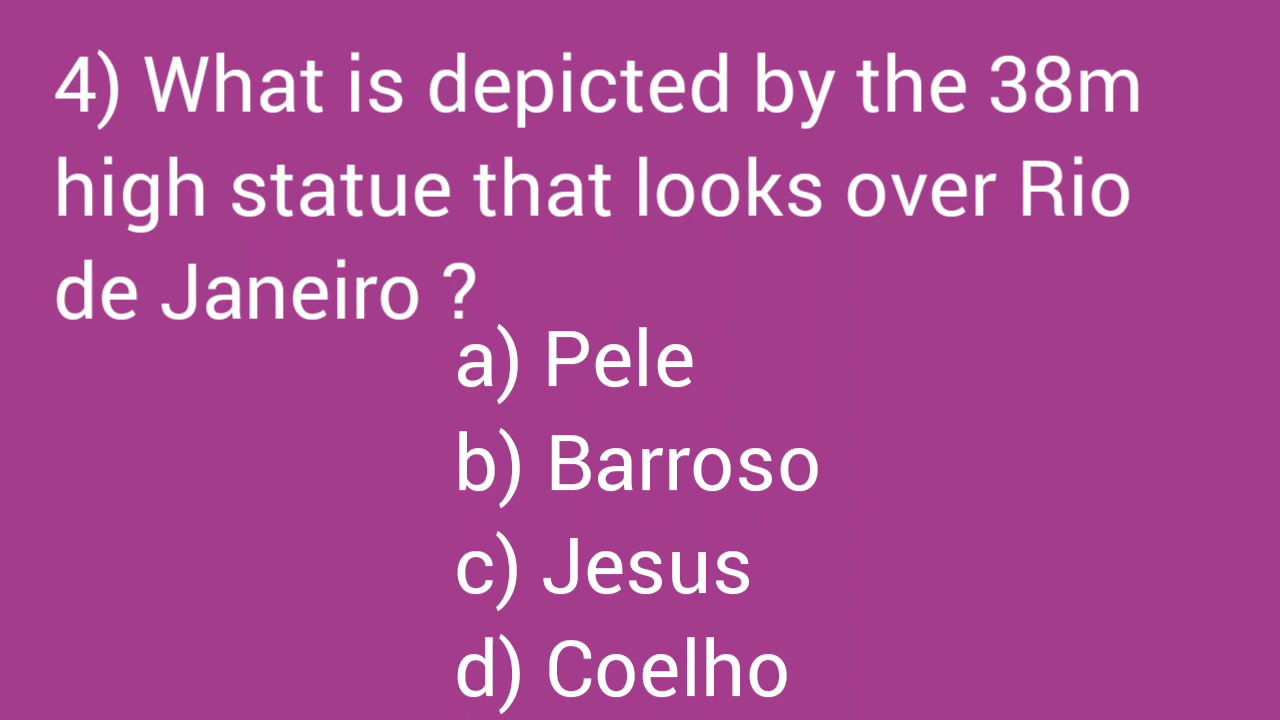 4) What is depicted by the 38m
high statue that looks over Rio
de Janeiro ?
a) Pele
b) Barroso
c) Jesus
d) Coelho